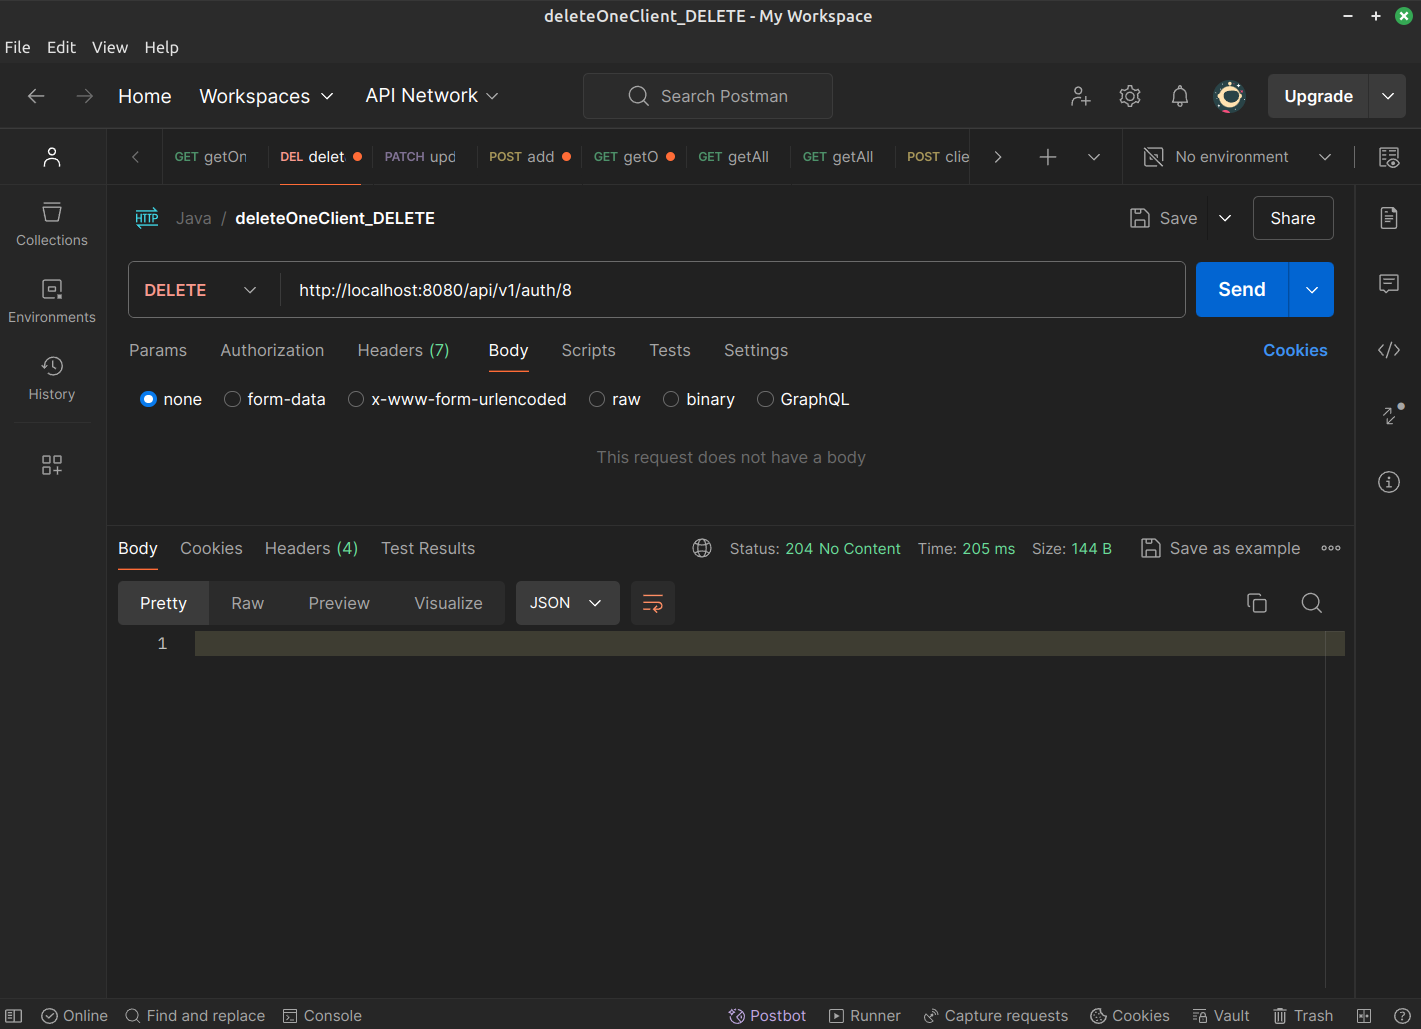 deleteOneClient_DELETE - My Workspace
File Edit View Help
Home Workspaces API Network Search Postman Upgrade
GET getOn DEL delet PATCH upd POST add GET getO GET getAll GET getAll POST clie No environment
Java / deleteOneClient_DELETE Save Share
Collections
DELETE http://localhost:8080/api/v1/auth/8 Send
Environments
Params Authorization Headers (7) Body Scripts Tests Settings Cookies
History
none form-data x-www-form-urlencoded raw binary GraphQL
This request does not have a body
Body Cookies Headers (4) Test Results Status: 204 No Content Time: 205 ms Size: 144 B Save as example
Pretty Raw Preview Visualize JSON
1
Online Find and replace Console Postbot Runner Capture requests Cookies Vault Trash